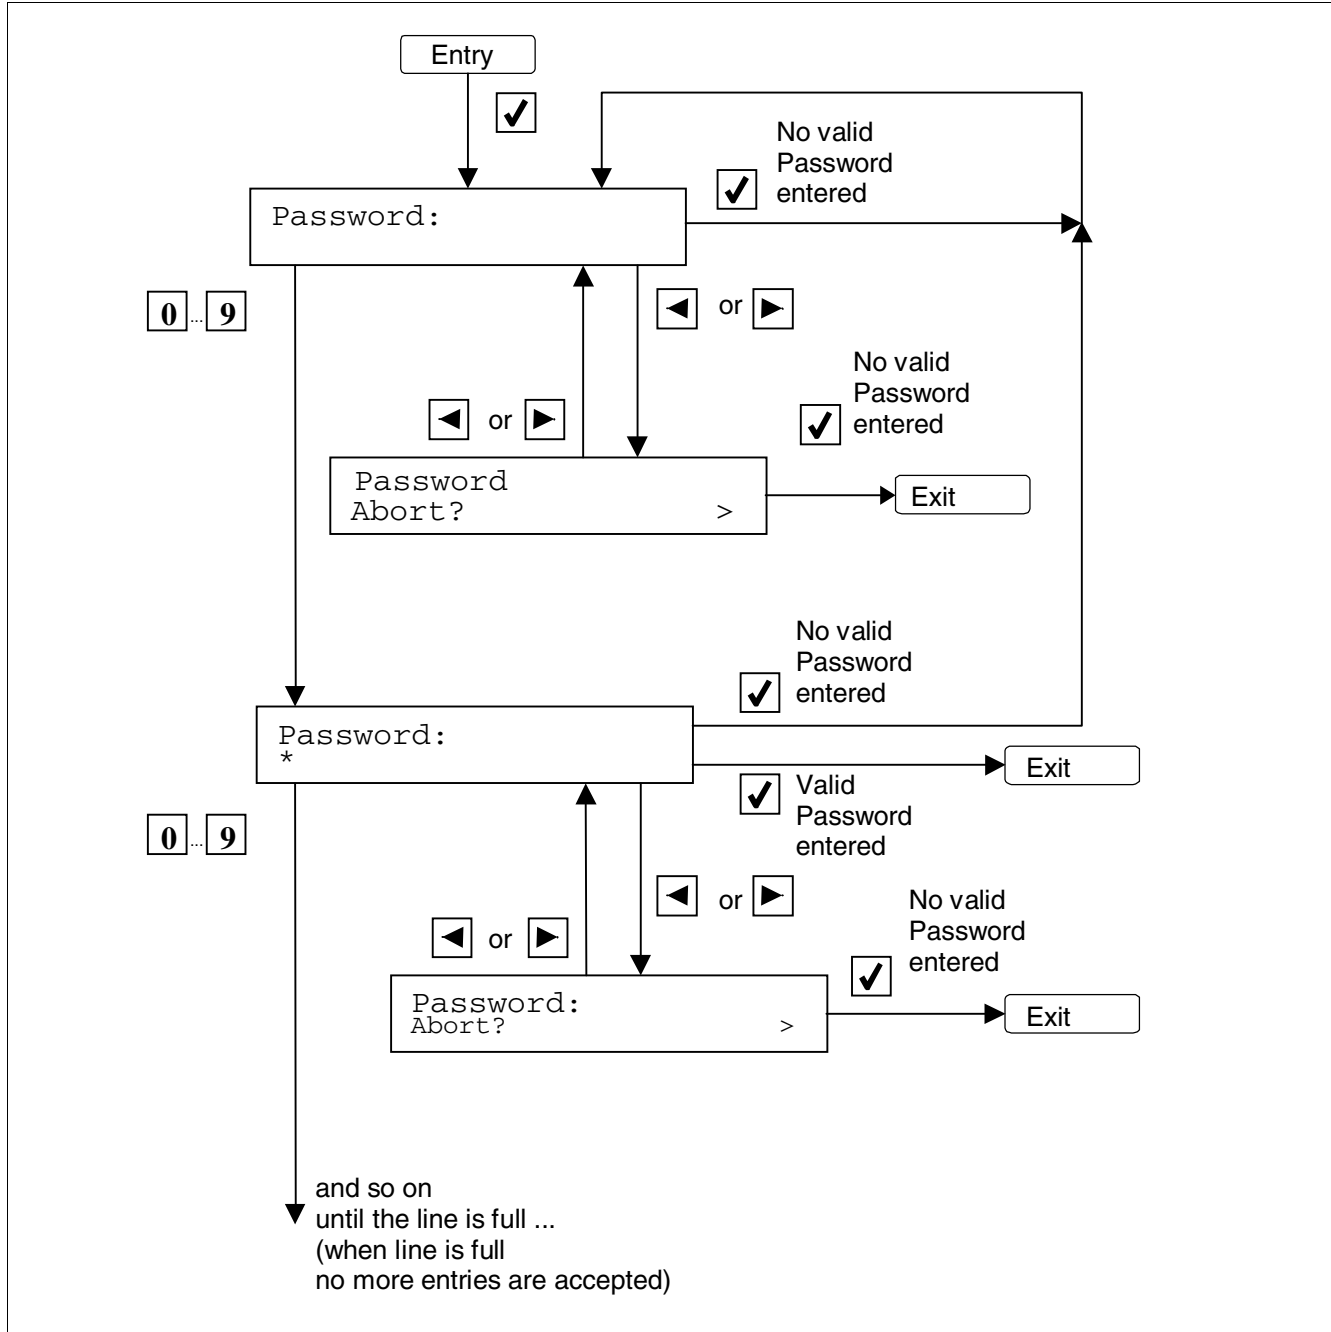 Entry
No valid
Password
entered
Password:
0 ... 9
or
No valid
Password
entered
or
Password
Abort? >
Exit
No valid
Password
entered
Password:
*
Exit
Valid
Password
entered
0 ... 9
or
No valid
Password
entered
or
Password:
Abort? >
Exit
and so on
until the line is full ...
(when line is full
no more entries are accepted)